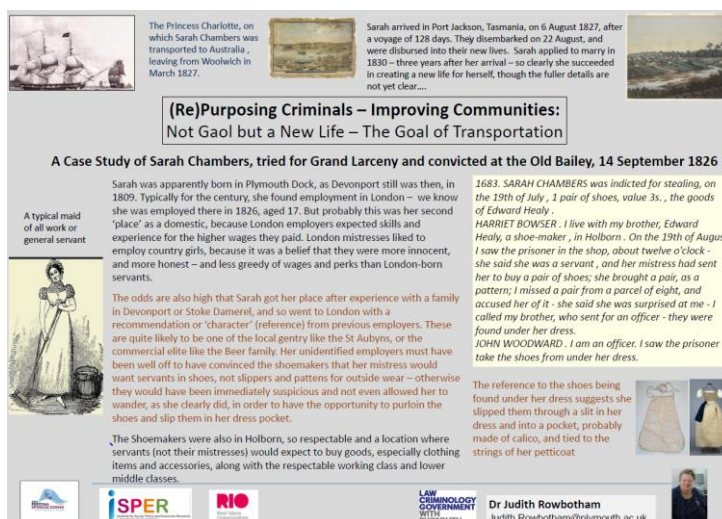 The Princess Charlotte, on
which Sarah Chambers was
transported to Australia ,
leaving from Woolwich in
March 1827.
Sarah arrived in Port Jackson, Tasmania, on 6 August 1827, after
a voyage of 128 days. They disembarked on 22 August, and
were disbursed into their new lives.  Sarah applied to marry in
1830 – three years after her arrival – so clearly she succeeded
in creating a new life for herself, though the fuller details are
not yet clear....
(Re)Purposing Criminals – Improving Communities:
Not Gaol but a New Life – The Goal of Transportation
A Case Study of Sarah Chambers, tried for Grand Larceny and convicted at the Old Bailey, 14 September 1826
A typical maid
of all work or
general servant
Sarah was apparently born in Plymouth Dock, as Devonport still was then, in
1809. Typically for the century, she found employment in London – we know
she was employed there in 1826, aged 17. But probably this was her second
'place' as a domestic, because London employers expected skills and
experience for the higher wages they paid. London mistresses liked to
employ country girls, because it was a belief that they were more innocent,
and more honest – and less greedy of wages and perks than London-born
servants.
The odds are also high that Sarah got her place after experience with a family
in Devonport or Stoke Damerel, and so went to London with a
recommendation or 'character' (reference) from previous employers. These
are quite likely to be one of the local gentry like the St Aubyns, or the
commercial elite like the Beer family. Her unidentified employers must have
been well off to have convinced the shoemakers that her mistress would
want servants in shoes, not slippers and pattens for outside wear – otherwise
they would have been immediately suspicious and not even allowed her to
wander, as she clearly did, in order to have the opportunity to purloin the
shoes and slip them in her dress pocket.
The Shoemakers were also in Holborn, so respectable and a location where
servants (not their mistresses) would expect to buy goods, especially clothing
items and accessories, along with the respectable working class and lower
middle classes.
1683. SARAH CHAMBERS was indicted for stealing, on
the 19th of July , 1 pair of shoes, value 3s. , the goods
of Edward Healy .
HARRIET BOWSER . I live with my brother, Edward
Healy, a shoe-maker , in Holborn . On the 19th of August
I saw the prisoner in the shop, about twelve o'clock -
she said she was a servant , and her mistress had sent
her to buy a pair of shoes; she brought a pair, as a
pattern; I missed a pair from a parcel of eight, and
accused her of it - she said she was surprised at me - I
called my brother, who sent for an officer - they were
found under her dress.
JOHN WOODWARD . I am an officer. I saw the prisoner
take the shoes from under her dress.
The reference to the shoes being
found under her dress suggests she
slipped them through a slit in her
dress and into a pocket, probably
made of calico, and tied to the
strings of her petticoat
iSPER
RIO
LAW
CRIMINOLOGY
GOVERNMENT
WITH
Dr Judith Rowbotham
Judith.Rowbotham@plymouth.ac.uk